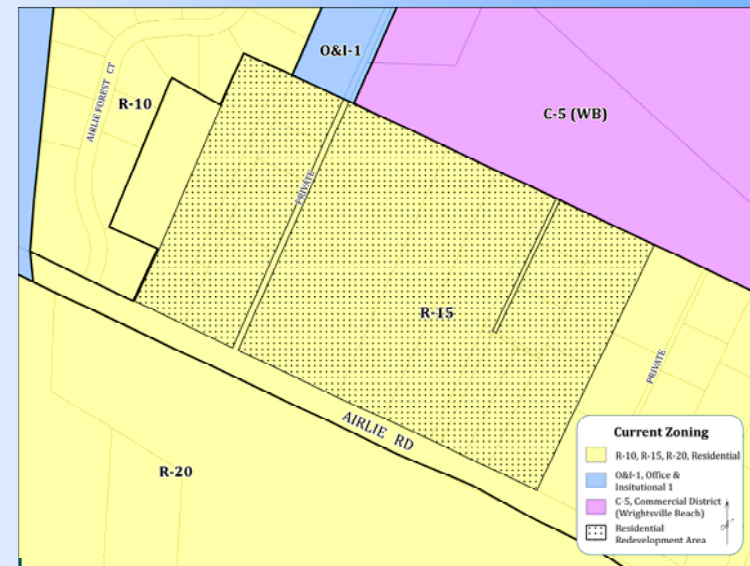 O&I-1
AIRLIE FOREST CT
R-10
C-5 (WB)
PRIVATE
R-15
PRIVATE
AIRLIE RD
R-20
Current Zoning
R-10, R-15, R-20, Residential
O&I-1, Office &
Insitutional 1
C-5, Commercial District
(Wrightsville Beach)
Residential
Redevelopment Area
N